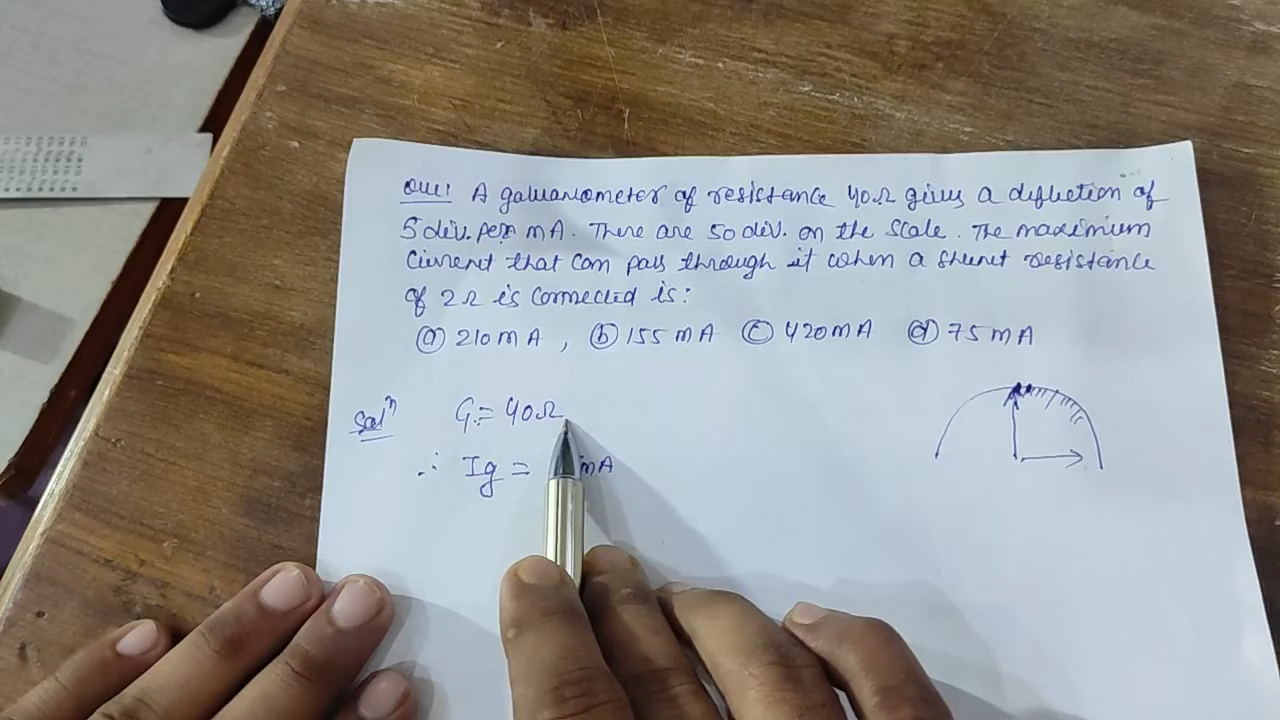 Que: A galvanometer of resistance 40Ω gives a deflection of
5 div. per mA. There are 50 div. on the scale. The maximum
current that can pass through it when a shunt resistance
of 2Ω is connected is:
(a) 210 mA , (b) 155 mA (c) 420 mA (d) 75 mA
Solⁿ G = 40Ω
∴ Ig = mA